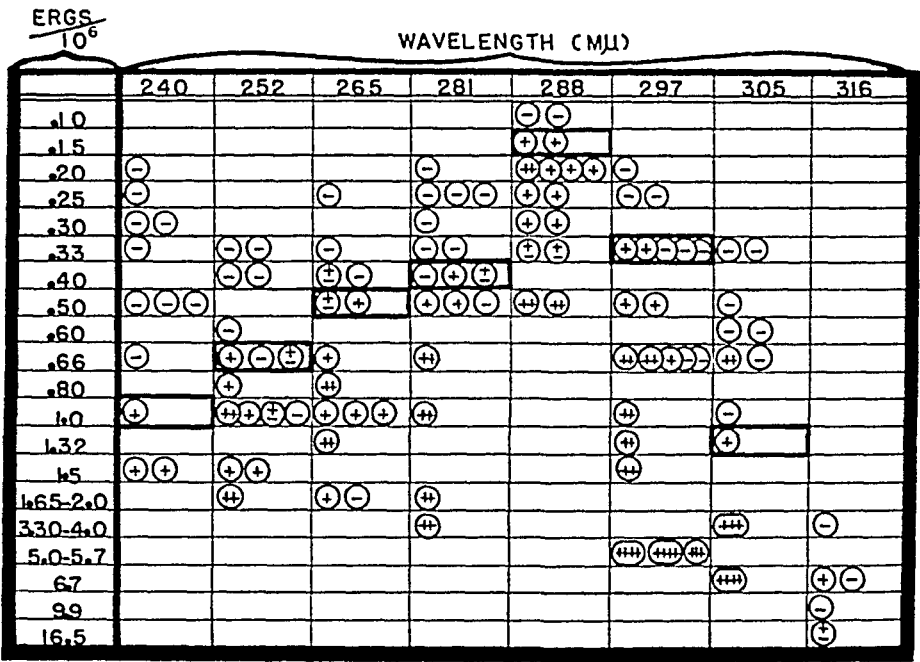 ERGS
10⁶
WAVELENGTH (Mμ)
240 252 265 281 288 297 305 316
.10 - -
.15 + +
.20 - - ++ + + + -
.25 - - - - - + + - -
.30 - - - + +
.33 - - - - - - ± ± + + - - - - -
.40 - - ± - - + ±
.50 - - - ± + + + - ++ ++ + + -
.60 - - -
.66 - + - ± + ++ ++ ++ + - - ++ -
.80 + ++
1.0 + ++ + ± - + + + ++ ++ -
1.32 ++ ++ +
1.5 + + + + +++
1.65-2.0 ++ + - ++
3.30-4.0 ++ +++ -
5.0-5.7 ++++ ++++ +++
6.7 ++++ + -
9.9 -
16.5 ±